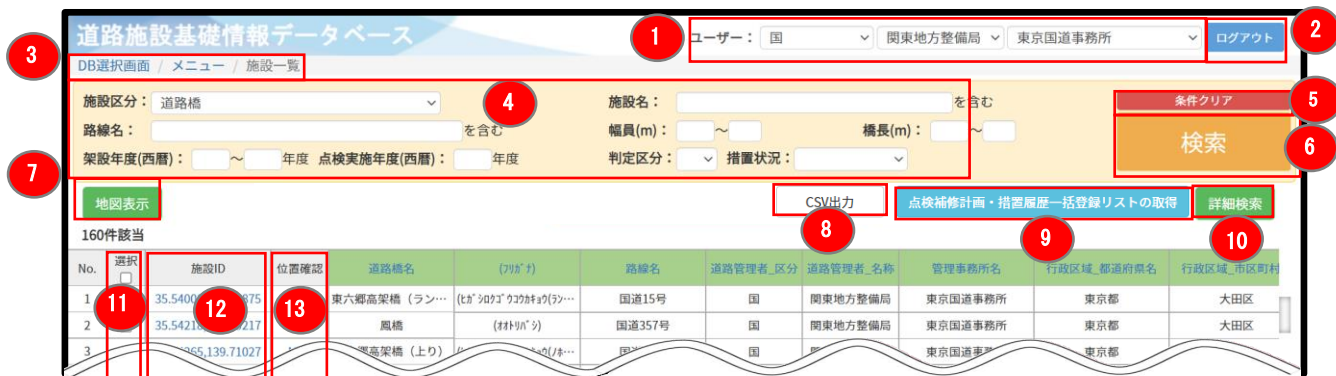 道路施設基礎情報データベース
1 ユーザー： 国 関東地方整備局 東京国道事務所 ログアウト 2
3 DB選択画面 / メニュー / 施設一覧
施設区分： 道路橋 4 施設名： を含む 条件クリア 5
路線名： を含む 幅員(m)： ～ 橋長(m)： ～ 検索 6
架設年度(西暦)： ～ 年度 点検実施年度(西暦)： 年度 判定区分： 措置状況：
7 地図表示 CSV出力 点検補修計画・措置履歴一括登録リストの取得 詳細検索
160件該当 8 9 10
No. 選択 施設ID 位置確認 道路橋名 (フリガナ) 路線名 道路管理者_区分 道路管理者_名称 管理事務所名 行政区域_都道府県名 行政区域_市区町村
11 12 13
1 35.540 875 東六郷高架橋（ラン… (ﾋｶﾞｼﾛｸｺﾞｳｺｳｶｷｮｳ(ﾗﾝ… 国道15号 国 関東地方整備局 東京国道事務所 東京都 大田区
2 35.542 217 鳳橋 (ｵｵﾄﾘﾊﾞｼ) 国道357号 国 関東地方整備局 東京国道事務所 東京都 大田区
3 265,139.71027 高架橋（上り） 国 東京国道事 東京都